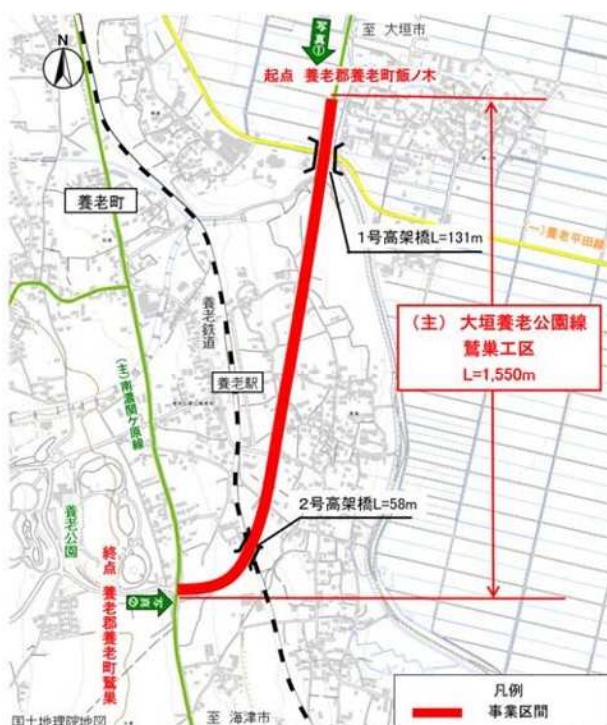 至 大垣市
写真①
N
起点 養老郡養老町飯ノ木
養老町
1号高架橋L=131m
(一)養老平田線
(主) 大垣養老公園線
鷲巣工区
L=1,550m
養老鉄道
養老駅
(主)南濃関ケ原線
2号高架橋L=58m
養老公園
終点 養老郡養老町鷲巣
写真②
凡例
事業区間
国土地理院地図
至 海津市